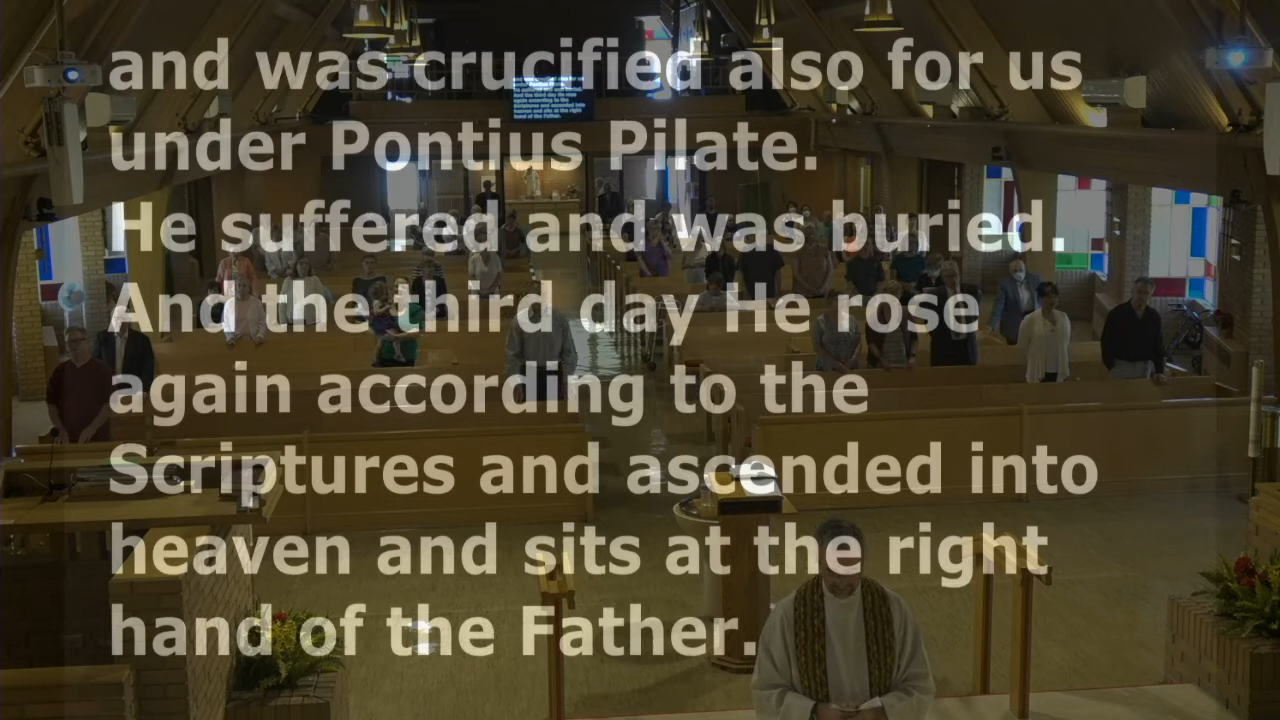 and was crucified also for us
under Pontius Pilate.
He suffered and was buried.
And the third day He rose
again according to the
Scriptures and ascended into
heaven and sits at the right
hand of the Father.